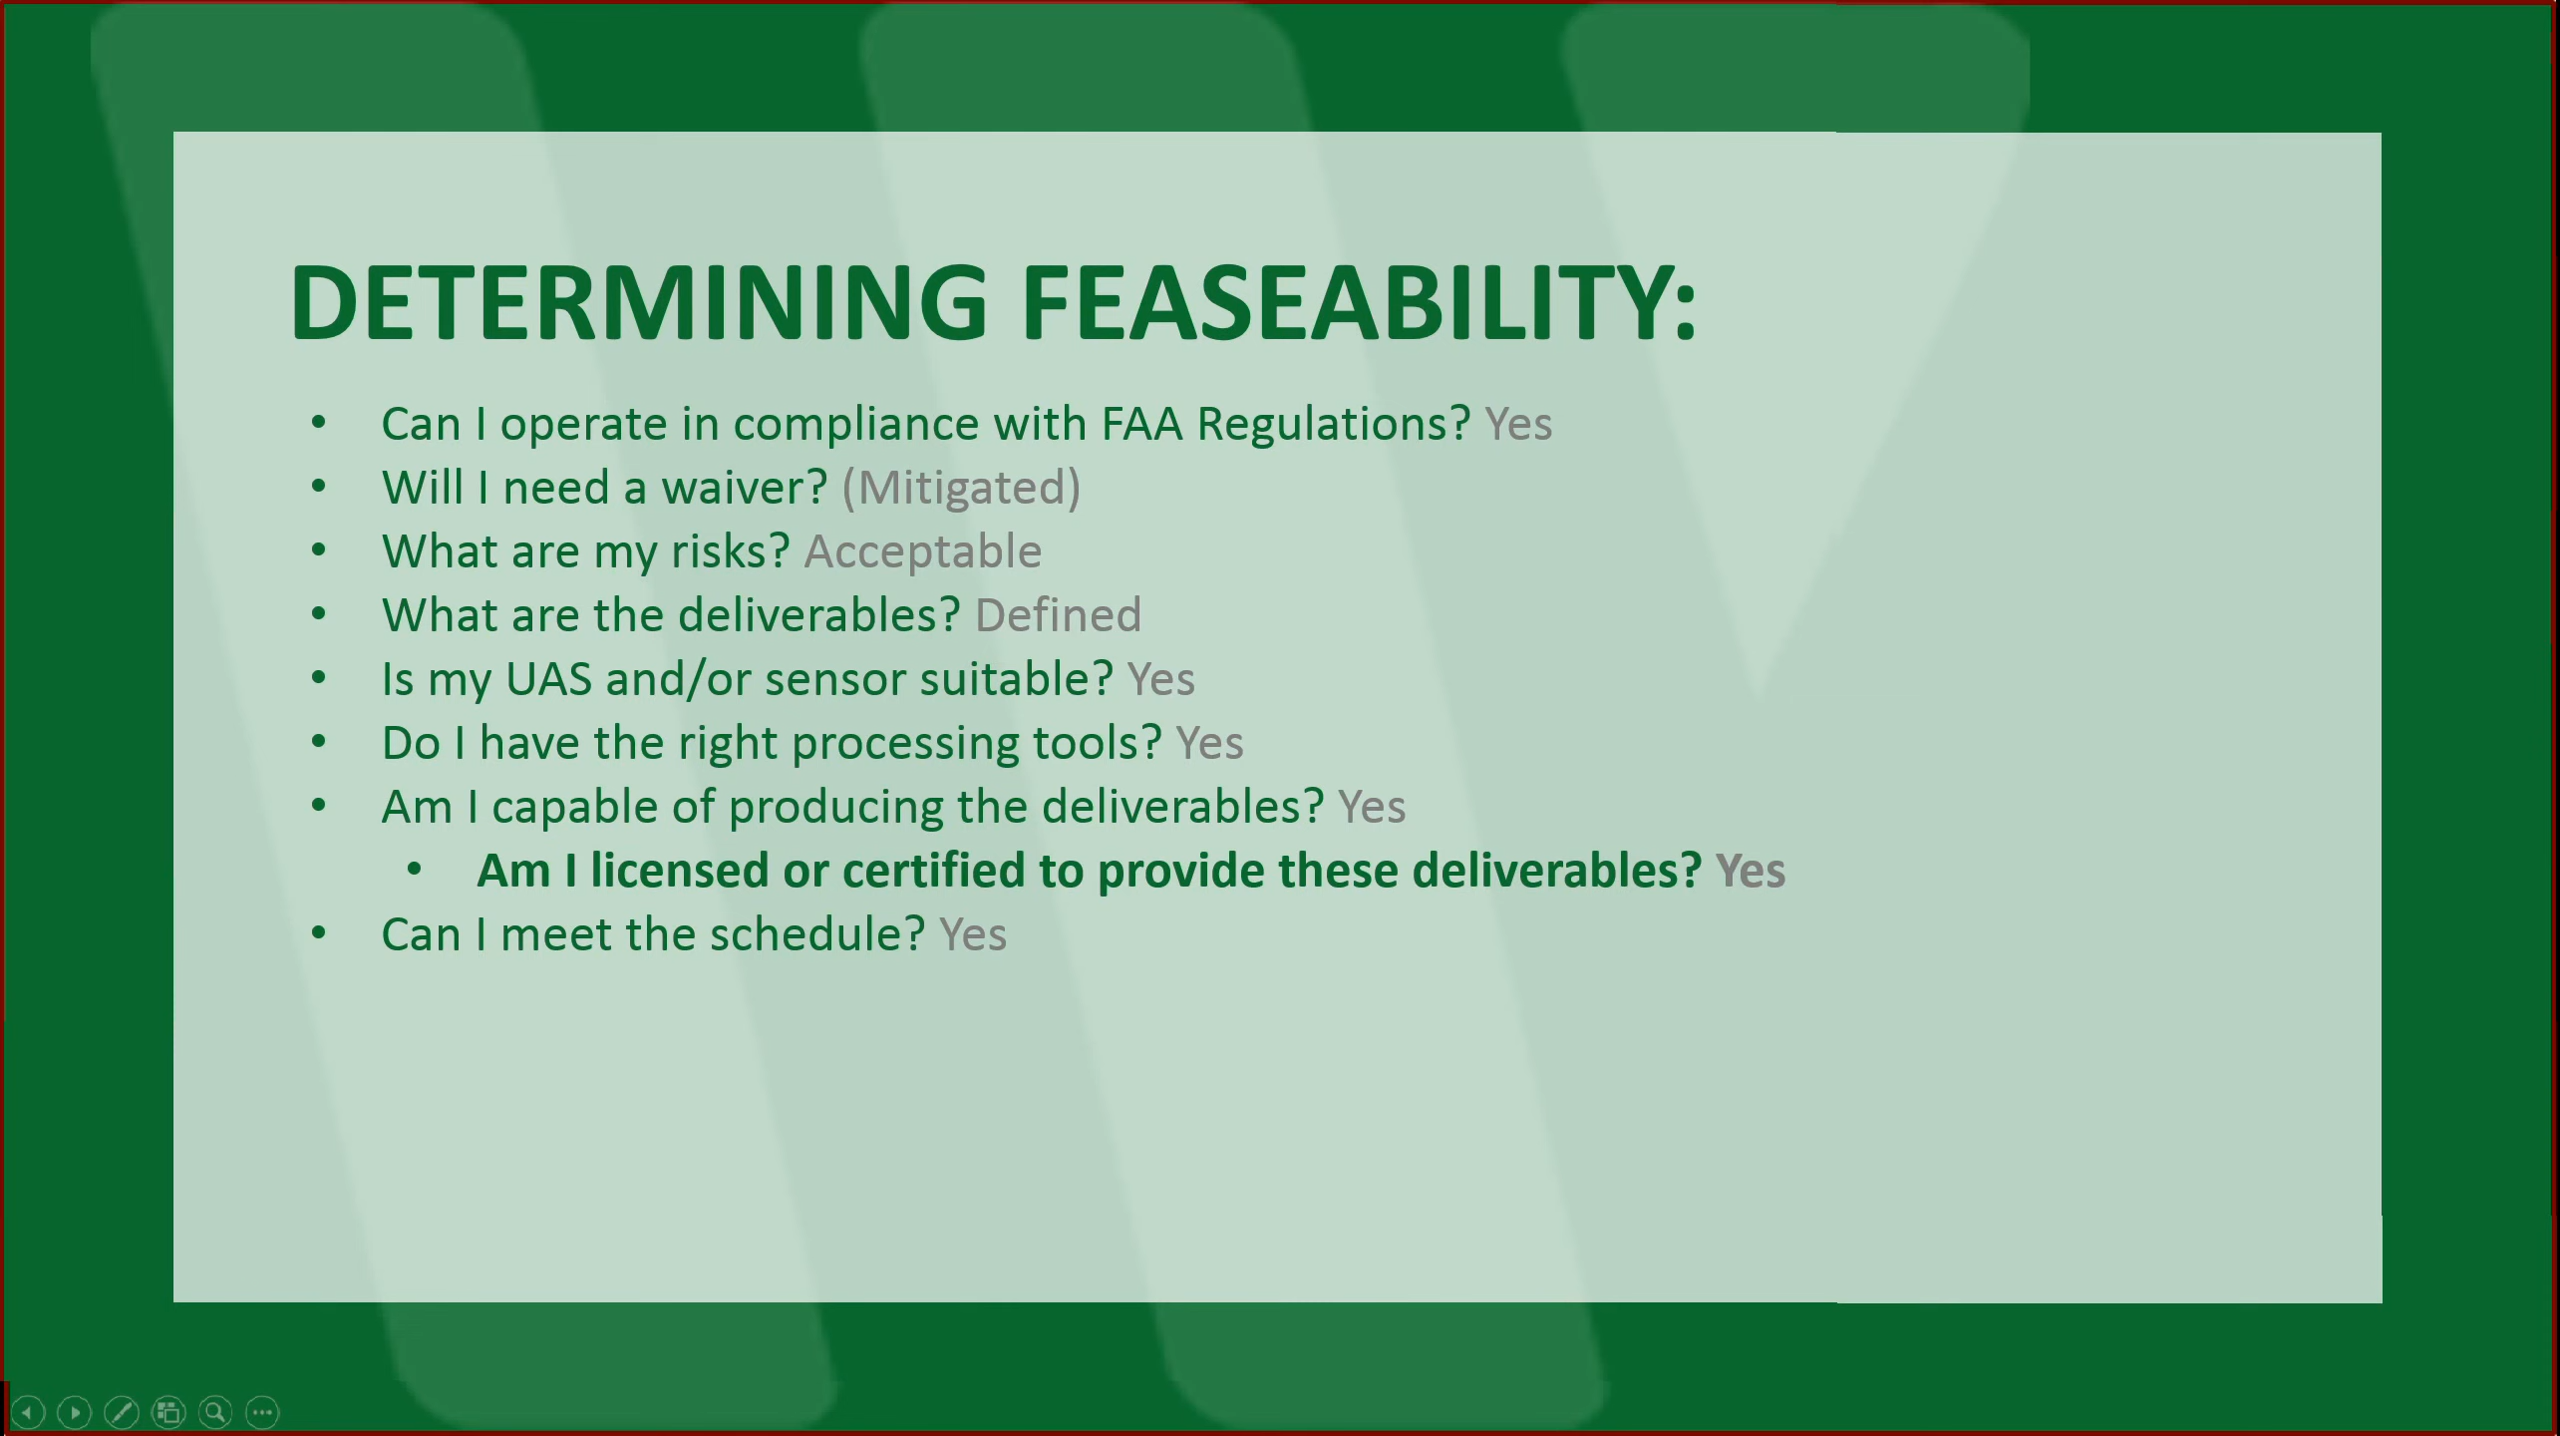 DETERMINING FEASEABILITY:
• Can I operate in compliance with FAA Regulations? Yes
• Will I need a waiver? (Mitigated)
• What are my risks? Acceptable
• What are the deliverables? Defined
• Is my UAS and/or sensor suitable? Yes
• Do I have the right processing tools? Yes
• Am I capable of producing the deliverables? Yes
• Am I licensed or certified to provide these deliverables? Yes
• Can I meet the schedule? Yes